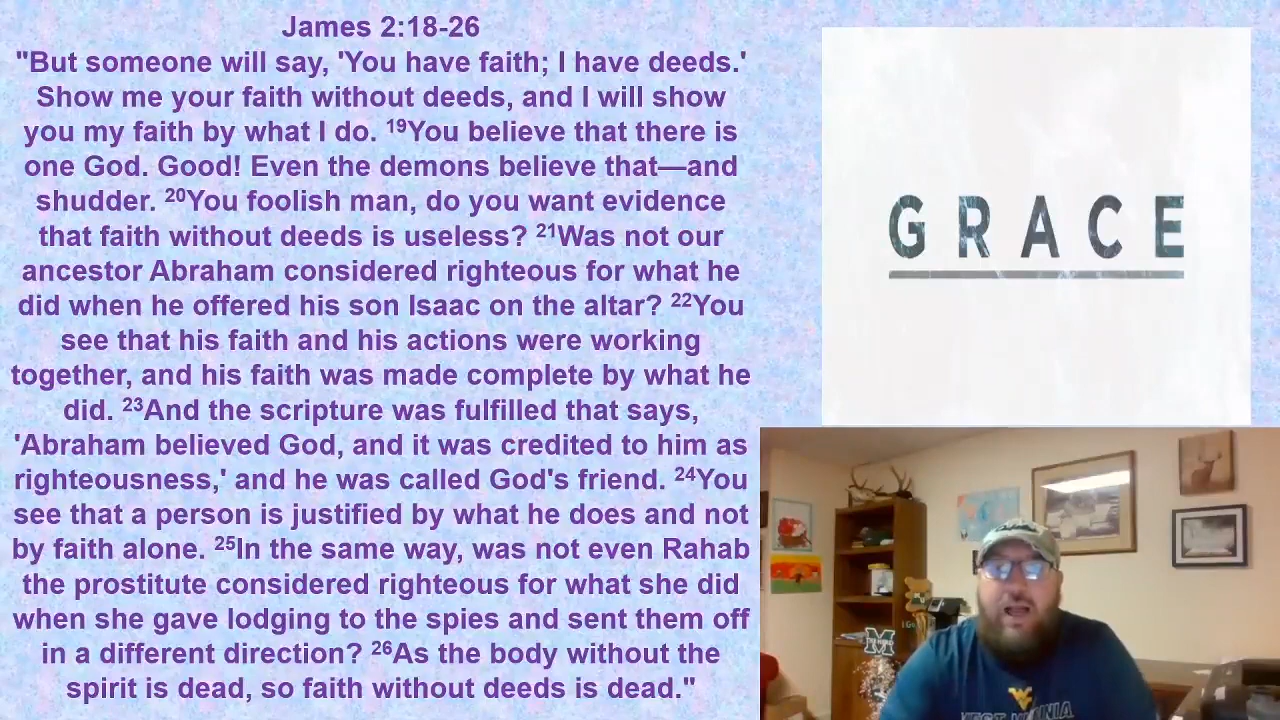 James 2:18-26
"But someone will say, 'You have faith; I have deeds.'
Show me your faith without deeds, and I will show
you my faith by what I do. ¹⁹You believe that there is
one God. Good! Even the demons believe that—and
shudder. ²⁰You foolish man, do you want evidence
that faith without deeds is useless? ²¹Was not our
ancestor Abraham considered righteous for what he
did when he offered his son Isaac on the altar? ²²You
see that his faith and his actions were working
together, and his faith was made complete by what he
did. ²³And the scripture was fulfilled that says,
'Abraham believed God, and it was credited to him as
righteousness,' and he was called God's friend. ²⁴You
see that a person is justified by what he does and not
by faith alone. ²⁵In the same way, was not even Rahab
the prostitute considered righteous for what she did
when she gave lodging to the spies and sent them off
in a different direction? ²⁶As the body without the
spirit is dead, so faith without deeds is dead."
GRACE
WEST VIRGINIA